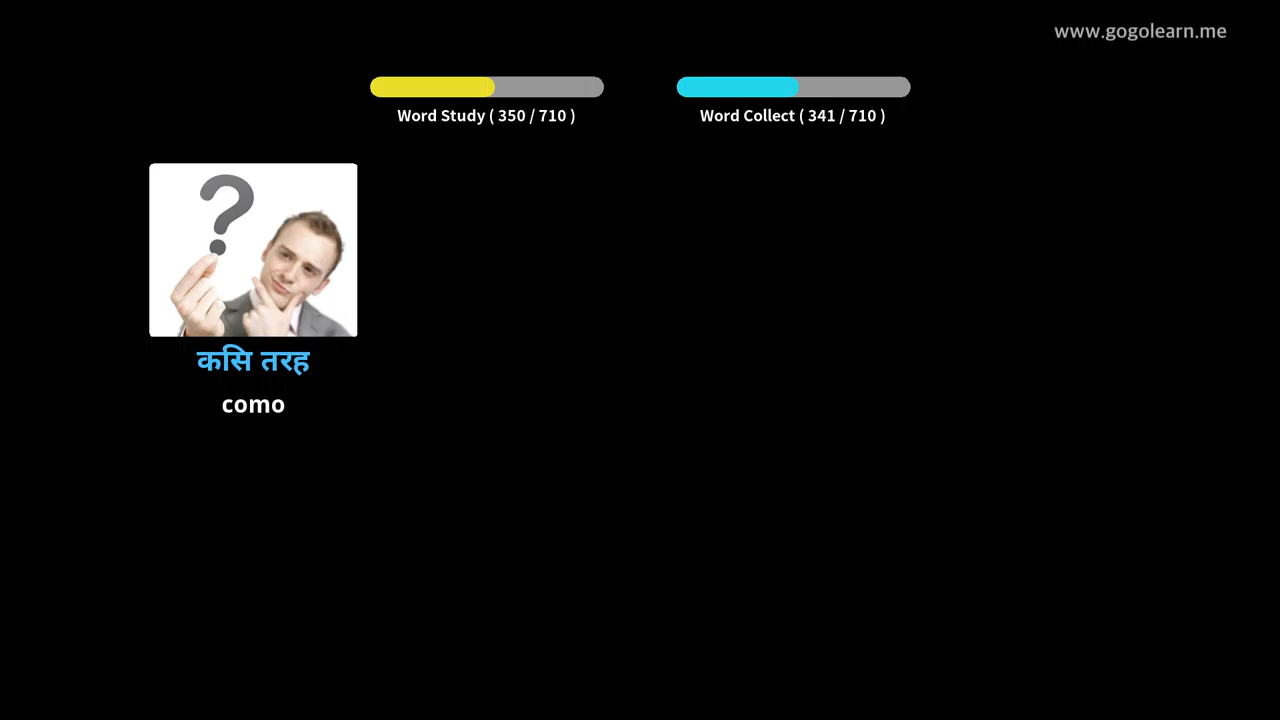 www.gogolearn.me
Word Study ( 350 / 710 )
Word Collect ( 341 / 710 )
?
कसि तरह
como